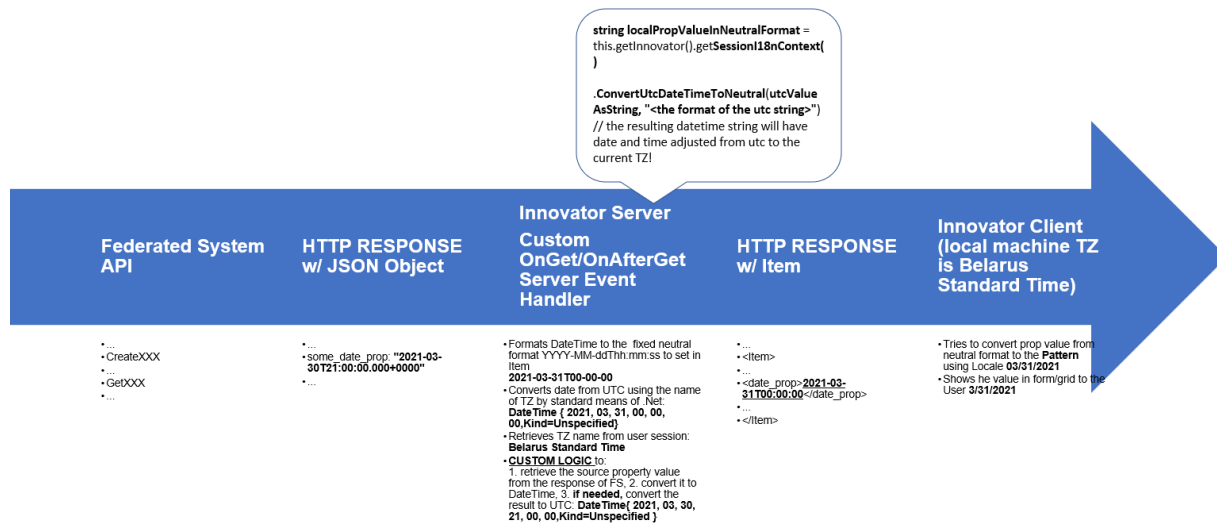 string localPropValueInNeutralFormat =
this.getInnovator().getSessionI18nContext(
)
.ConvertUtcDateTimeToNeutral(utcValue
AsString, "<the format of the utc string>")
// the resulting datetime string will have
date and time adjusted from utc to the
current TZ!
Federated System
API
HTTP RESPONSE
w/ JSON Object
Innovator Server
Custom
OnGet/OnAfterGet
Server Event
Handler
HTTP RESPONSE
w/ Item
Innovator Client
(local machine TZ
is Belarus
Standard Time)
•...
•CreateXXX
•...
•GetXXX
•...
•...
•some_date_prop: "2021-03-
30T21:00:00.000+0000"
•...
•Formats DateTime to the fixed neutral
format YYYY-MM-ddThh:mm:ss to set in
Item
2021-03-31T00-00-00
•Converts date from UTC using the name
of TZ by standard means of .Net:
DateTime { 2021, 03, 31, 00, 00,
00,Kind=Unspecified}
•Retrieves TZ name from user session:
Belarus Standard Time
•CUSTOM LOGIC to:
1. retrieve the source property value
from the response of FS, 2. convert it to
DateTime, 3. if needed, convert the
result to UTC: DateTime{ 2021, 03, 30,
21, 00, 00,Kind=Unspecified }
•...
•<Item>
•...
•<date_prop>2021-03-
31T00:00:00</date_prop>
•...
•</Item>
•Tries to convert prop value from
neutral format to the Pattern
using Locale 03/31/2021
•Shows he value in form/grid to the
User 3/31/2021